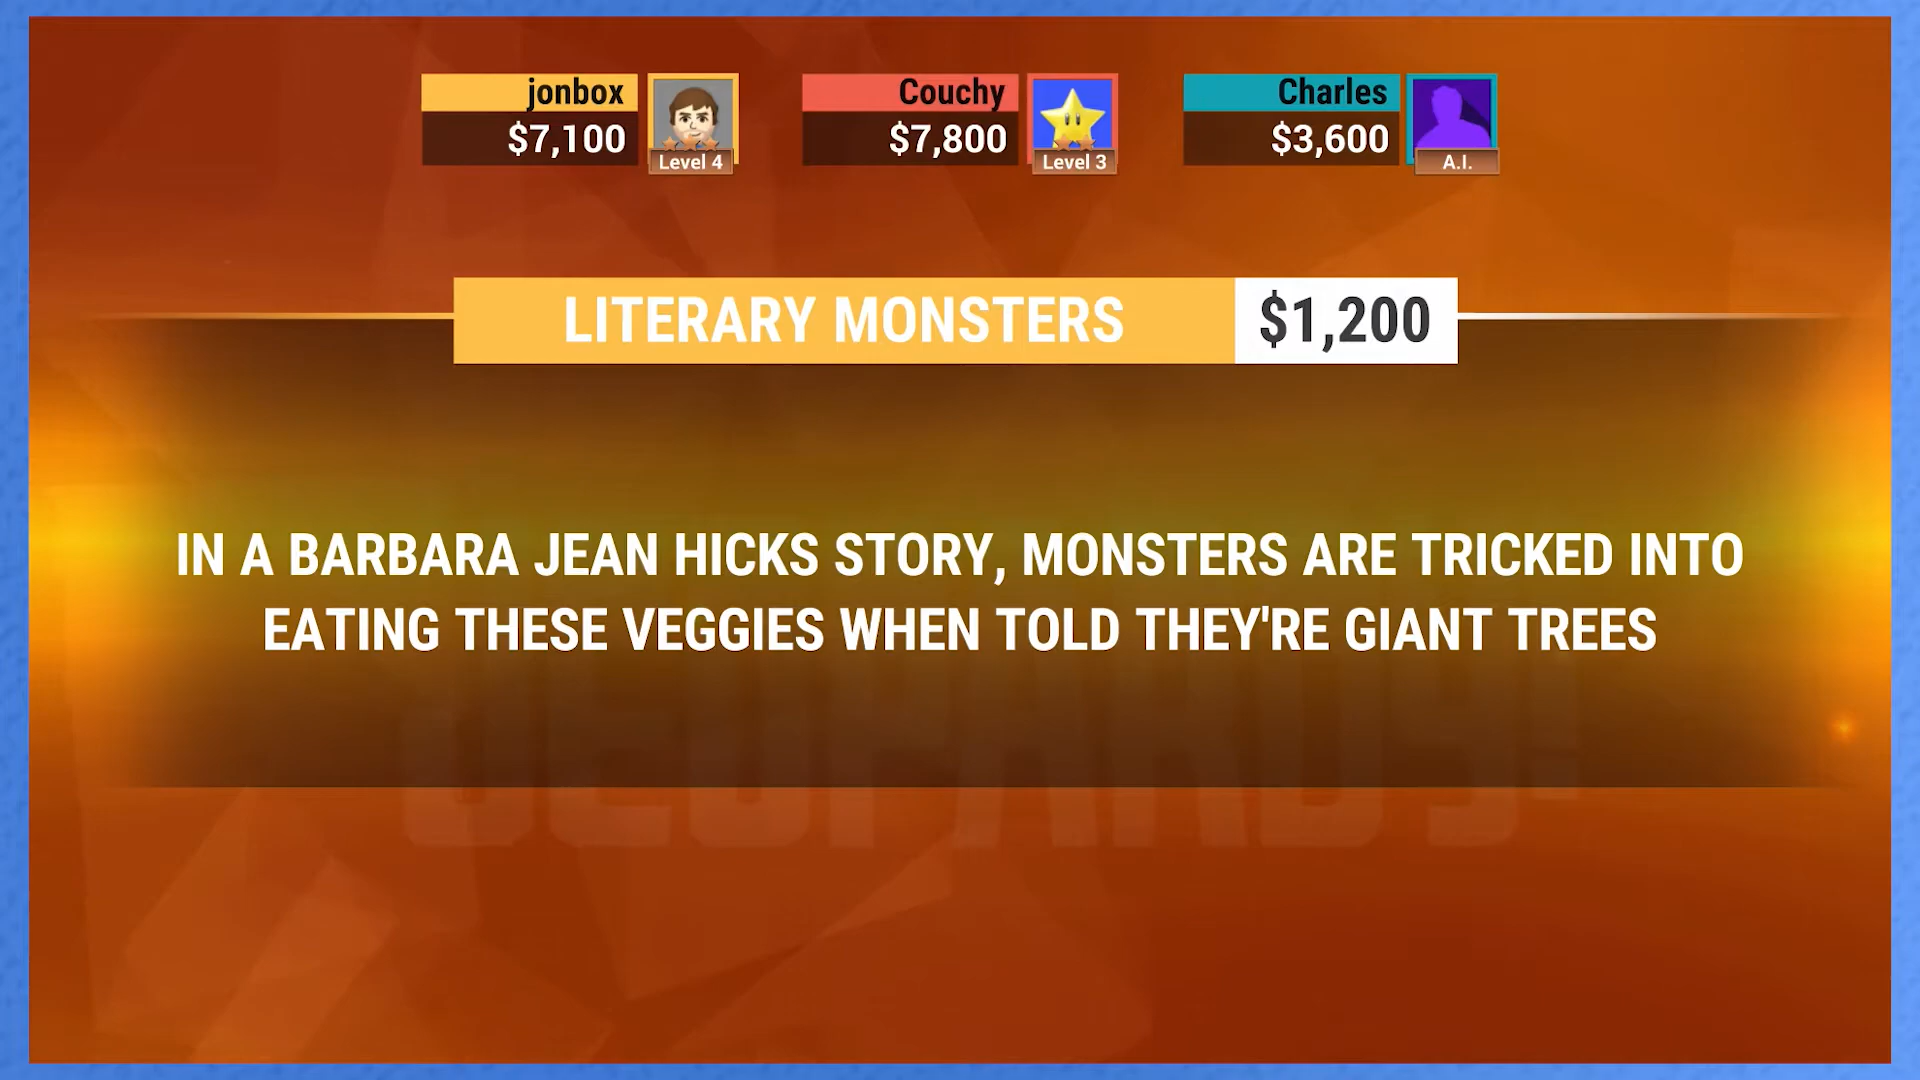 jonbox
$7,100
Level 4
Couchy
$7,800
Level 3
Charles
$3,600
A.I.
LITERARY MONSTERS $1,200
IN A BARBARA JEAN HICKS STORY, MONSTERS ARE TRICKED INTO
EATING THESE VEGGIES WHEN TOLD THEY'RE GIANT TREES
JEOPARDY!